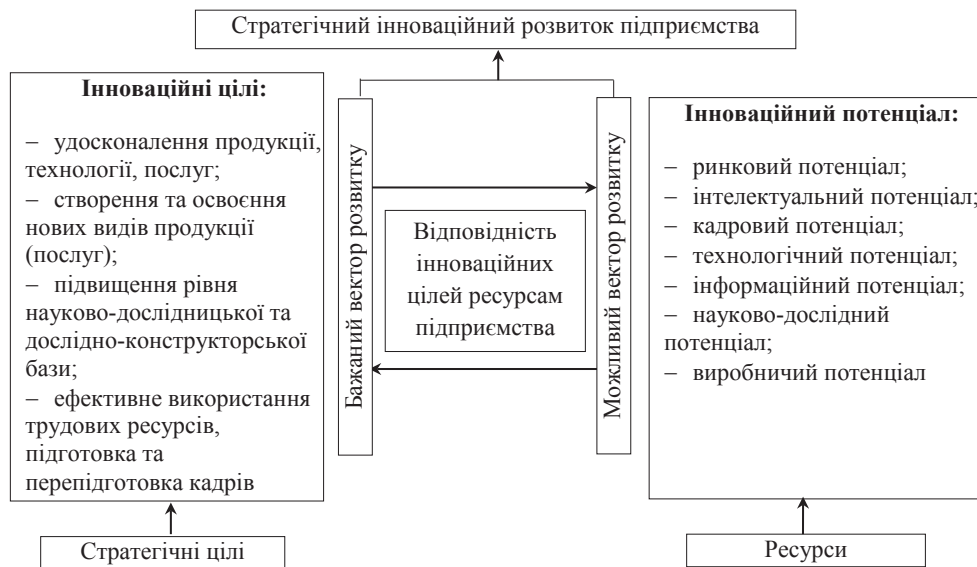 Стратегічний інноваційний розвиток підприємства
Інноваційні цілі:
– удосконалення продукції,
технології, послуг;
– створення та освоєння
нових видів продукції
(послуг);
– підвищення рівня
науково-дослідницької та
дослідно-конструкторської
бази;
– ефективне використання
трудових ресурсів,
підготовка та
перепідготовка кадрів
Стратегічні цілі
Бажаний вектор розвитку
Відповідність
інноваційних
цілей ресурсам
підприємства
Можливий вектор розвитку
Інноваційний потенціал:
– ринковий потенціал;
– інтелектуальний потенціал;
– кадровий потенціал;
– технологічний потенціал;
– інформаційний потенціал;
– науково-дослідний
потенціал;
– виробничий потенціал
Ресурси